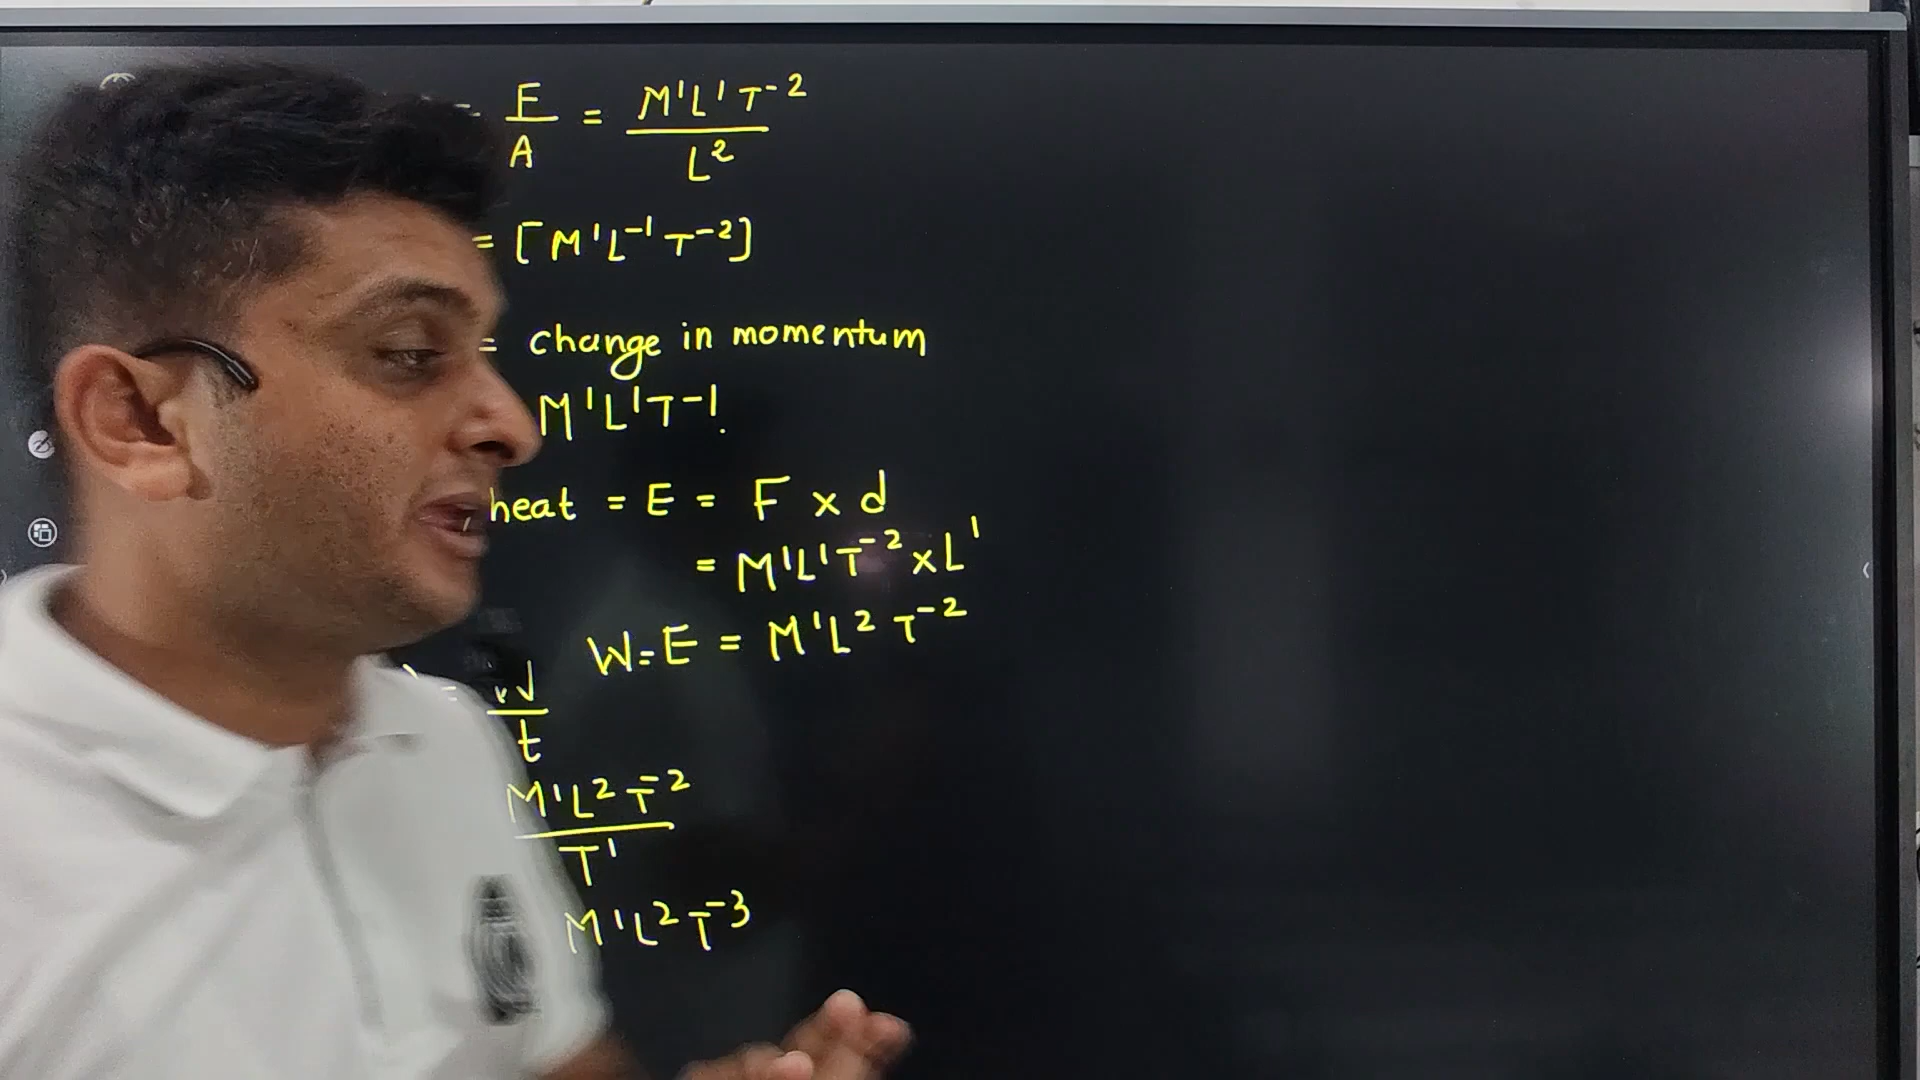 = F/A = M¹L¹T⁻² / L²
= [M¹L⁻¹T⁻²]
= change in momentum
M¹L¹T⁻¹.
heat = E = F × d
= M¹L¹T⁻² × L¹
W = E = M¹L² T⁻²
= W/t
M¹L²T⁻² / T¹
M¹L²T⁻³